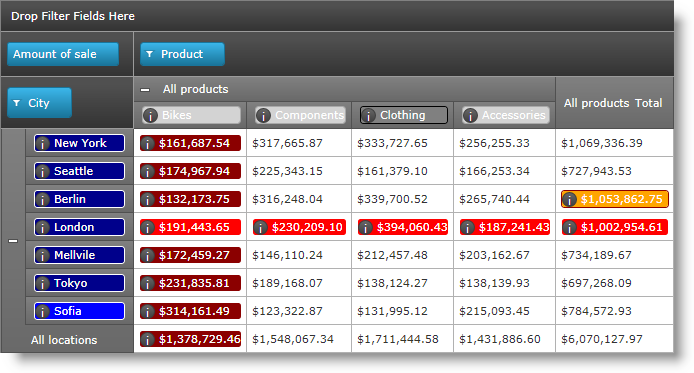 Drop Filter Fields Here
Amount of sale Product
City All products All products Total
Bikes Components Clothing Accessories
New York $161,687.54 $317,665.87 $333,727.65 $256,255.33 $1,069,336.39
Seattle $174,967.94 $225,343.15 $161,379.10 $166,253.34 $727,943.53
Berlin $132,173.75 $316,248.04 $339,700.52 $265,740.44 $1,053,862.75
London $191,443.65 $230,209.10 $394,060.43 $187,241.43 $1,002,954.61
Mellvile $172,459.27 $146,110.24 $212,457.48 $203,162.67 $734,189.67
Tokyo $231,835.81 $189,168.07 $138,124.27 $138,139.93 $697,268.09
Sofia $314,161.49 $123,322.87 $131,995.12 $215,093.45 $784,572.93
All locations $1,378,729.46 $1,548,067.34 $1,711,444.58 $1,431,886.60 $6,070,127.97